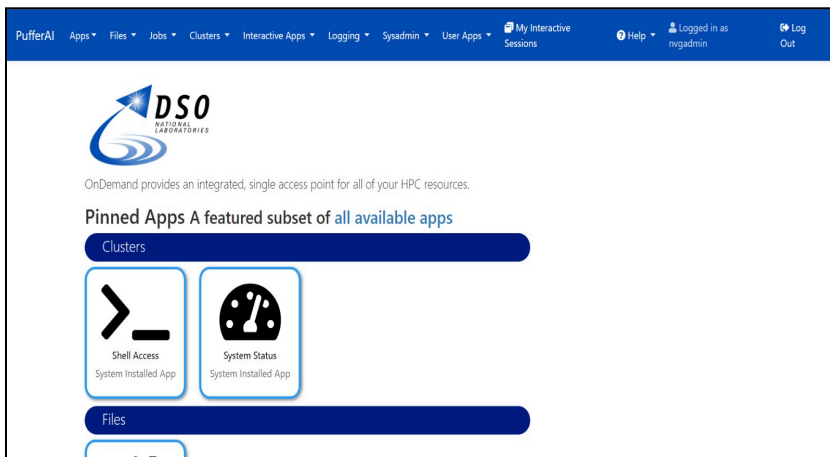 PufferAI Apps Files Jobs Clusters Interactive Apps Logging Sysadmin User Apps My Interactive Sessions Help Logged in as nvgadmin Log Out
DSO
NATIONAL
LABORATORIES
OnDemand provides an integrated, single access point for all of your HPC resources.
Pinned Apps A featured subset of all available apps
Clusters
Shell Access
System Installed App
System Status
System Installed App
Files